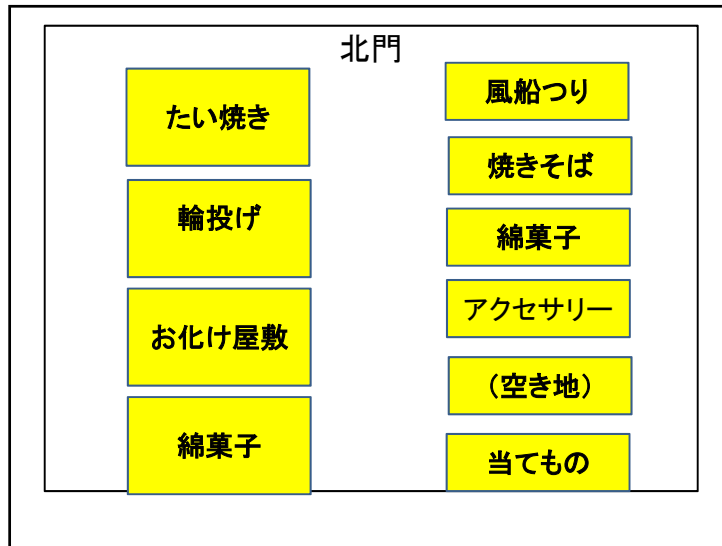 北門
たい焼き
輪投げ
お化け屋敷
綿菓子
風船つり
焼きそば
綿菓子
アクセサリー
（空き地）
当てもの